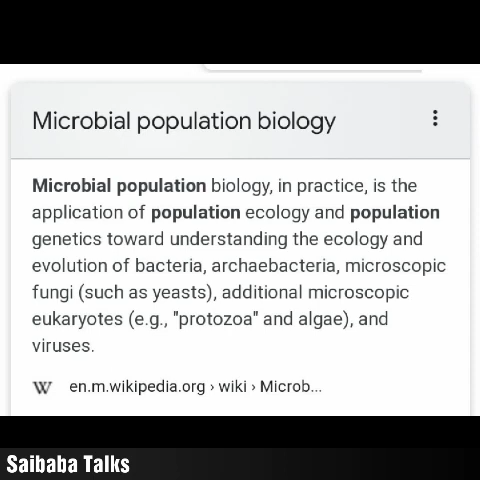 Microbial population biology
Microbial population biology, in practice, is the
application of population ecology and population
genetics toward understanding the ecology and
evolution of bacteria, archaebacteria, microscopic
fungi (such as yeasts), additional microscopic
eukaryotes (e.g., "protozoa" and algae), and
viruses.
W en.m.wikipedia.org › wiki › Microb...
Saibaba Talks